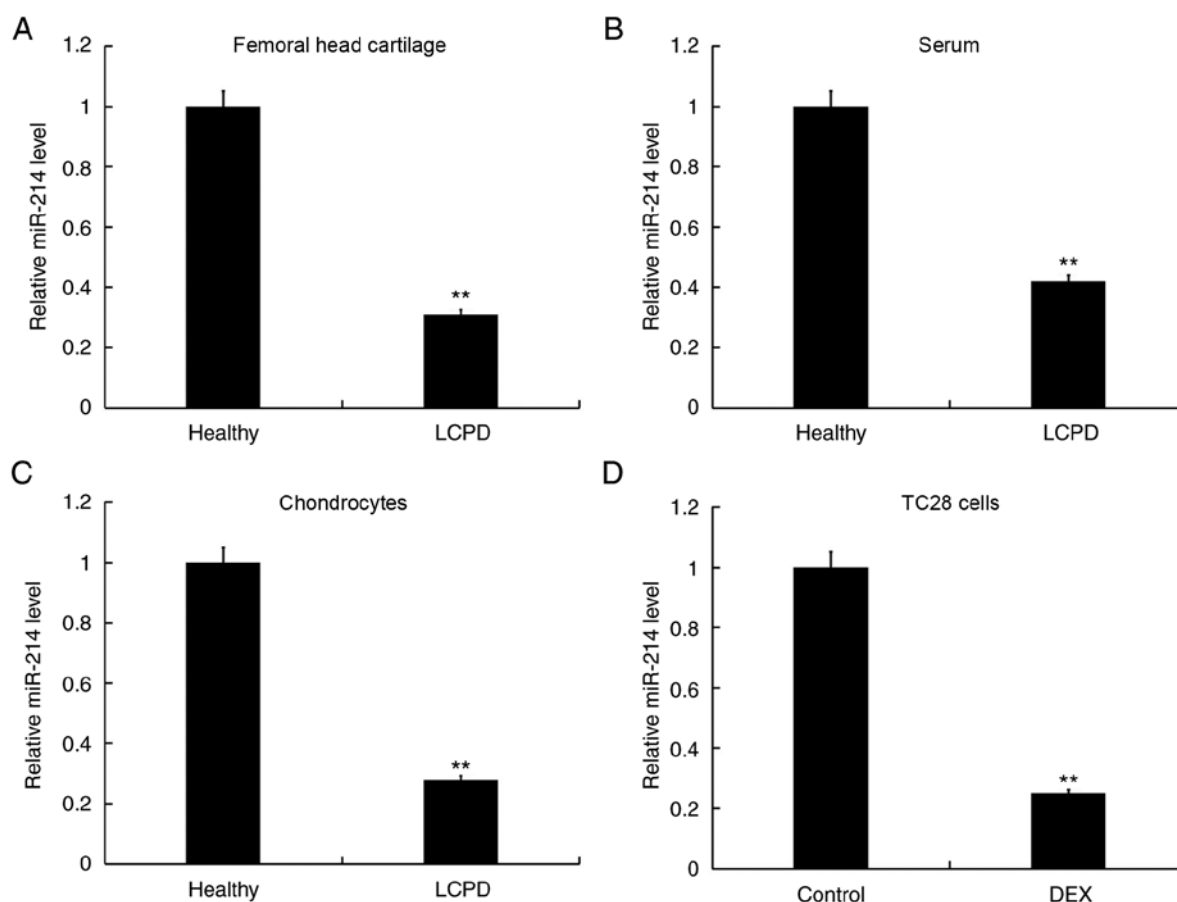 A
Femoral head cartilage
Relative miR-214 level
1.2
1
0.8
0.6
0.4
0.2
0
**
Healthy
LCPD
B
Serum
Relative miR-214 level
1.2
1
0.8
0.6
0.4
0.2
0
**
Healthy
LCPD
C
Chondrocytes
Relative miR-214 level
1.2
1
0.8
0.6
0.4
0.2
0
**
Healthy
LCPD
D
TC28 cells
Relative miR-214 level
1.2
1
0.8
0.6
0.4
0.2
0
**
Control
DEX